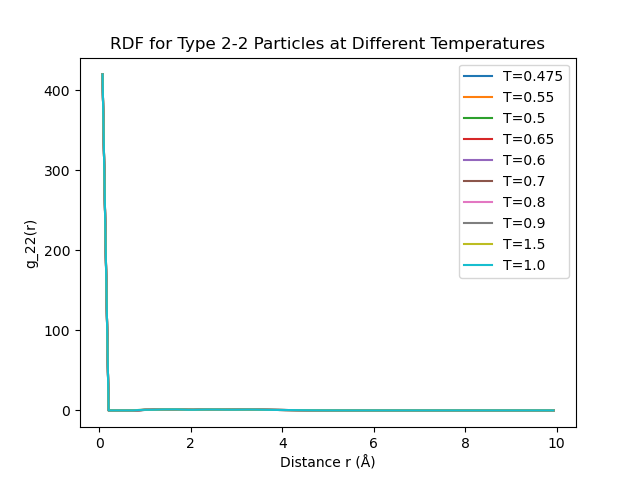 RDF for Type 2-2 Particles at Different Temperatures
400
300
200
100
0
g_22(r)
T=0.475
T=0.55
T=0.5
T=0.65
T=0.6
T=0.7
T=0.8
T=0.9
T=1.5
T=1.0
0 2 4 6 8 10
Distance r (Å)